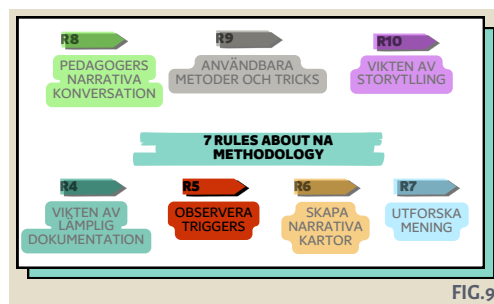 R8
PEDAGOGERS
NARRATIVA
KONVERSATION
R9
ANVÄNDBARA
METODER OCH TRICKS
R10
VIKTEN AV
STORYTLLING
7 RULES ABOUT NA
METHODOLOGY
R4
VIKTEN AV
LÄMPLIG
DOKUMENTATION
R5
OBSERVERA
TRIGGERS
R6
SKAPA
NARRATIVA
KARTOR
R7
UTFORSKA
MENING
FIG.9